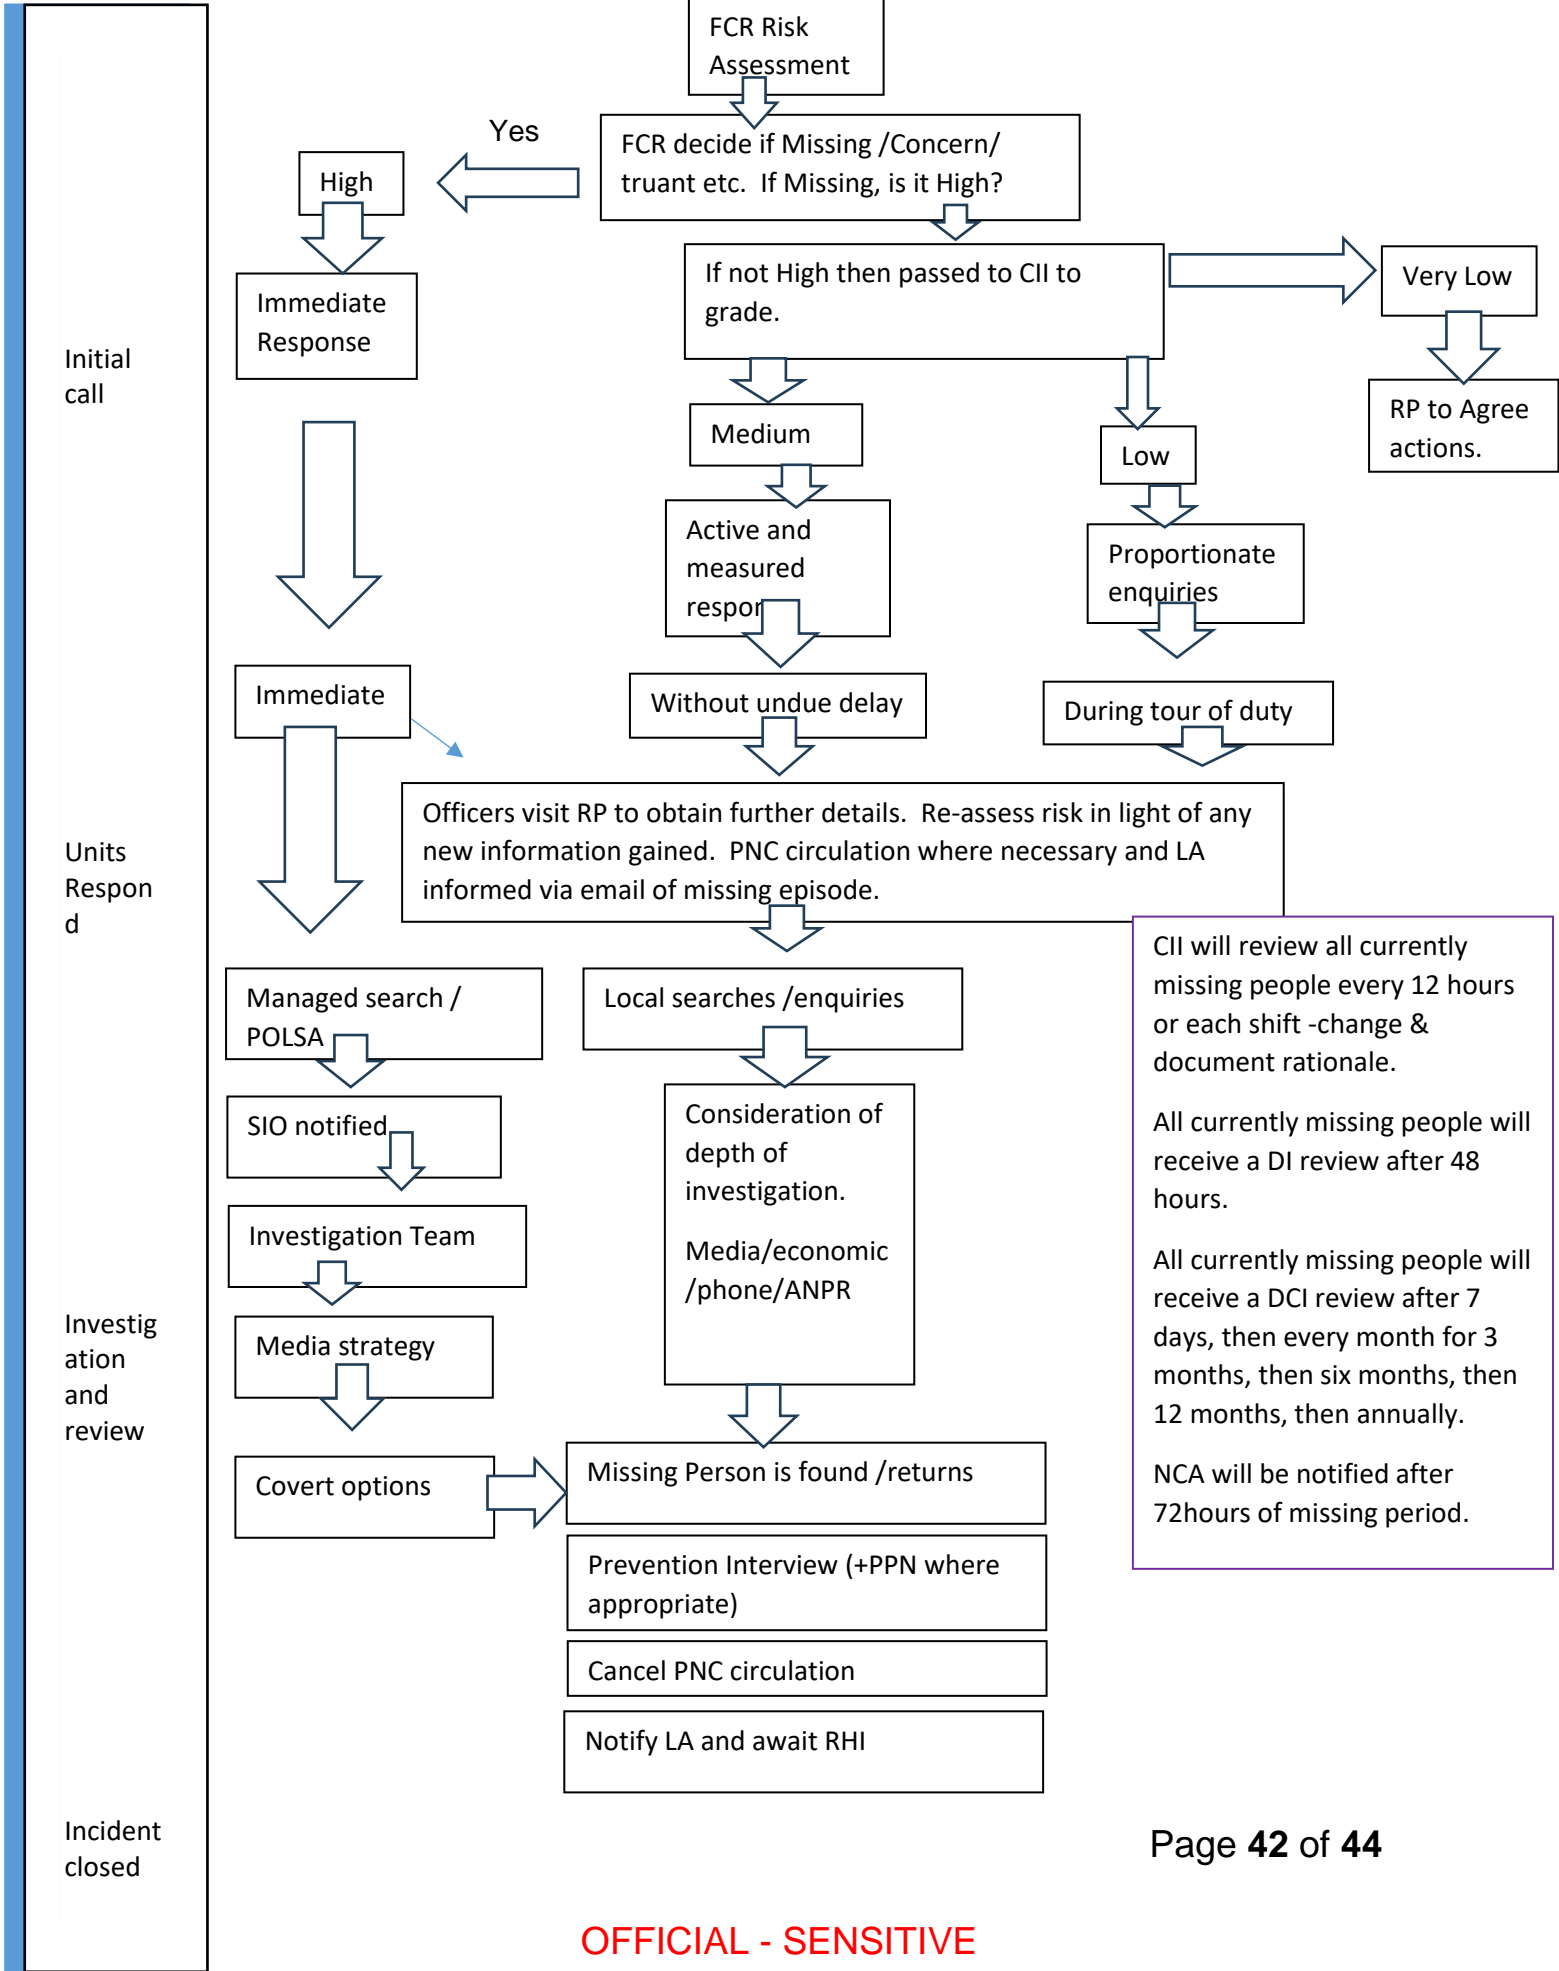 FCR Risk
Assessment
Yes
FCR decide if Missing /Concern/
truant etc.  If Missing, is it High?
High
If not High then passed to CII to
grade.
Very Low
Immediate
Response
Initial
call
RP to Agree
actions.
Medium
Low
Active and
measured
Proportionate
enquiries
Immediate
Without undue delay
During tour of duty
Officers visit RP to obtain further details.  Re-assess risk in light of any
new information gained.  PNC circulation where necessary and LA
informed via email of missing episode.
Units
Respon
d
Managed search /
POLSA
Local searches /enquiries
SIO notified
Investigation Team
Media strategy
Covert options
Consideration of
depth of
investigation.
Media/economic
/phone/ANPR
CII will review all currently
missing people every 12 hours
or each shift -change &
document rationale.
All currently missing people will
receive a DI review after 48
hours.
All currently missing people will
receive a DCI review after 7
days, then every month for 3
months, then six months, then
12 months, then annually.
NCA will be notified after
72hours of missing period.
Investig
ation
and
review
Missing Person is found /returns
Prevention Interview (+PPN where
appropriate)
Cancel PNC circulation
Notify LA and await RHI
Incident
closed
Page 42 of 44
OFFICIAL - SENSITIVE